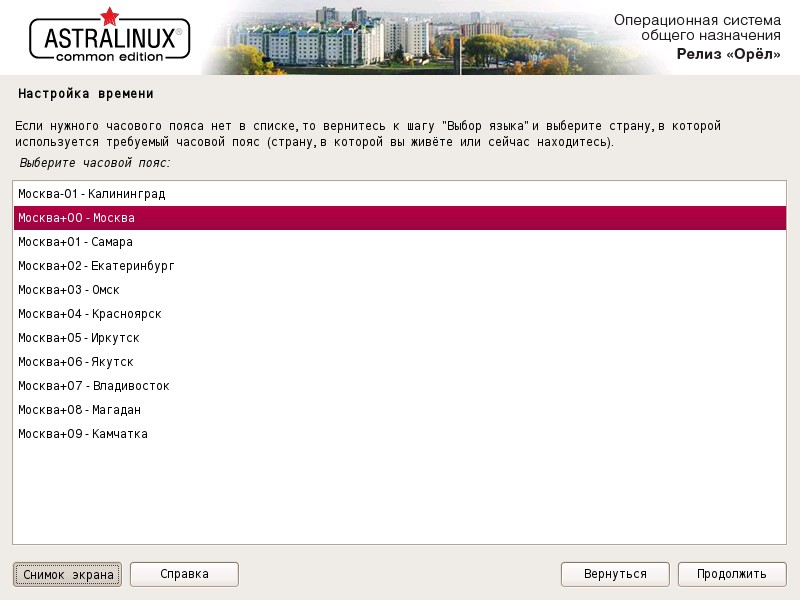 ASTRALINUX®
common edition
Операционная система
общего назначения
Релиз «Орёл»
Настройка времени
Если нужного часового пояса нет в списке, то вернитесь к шагу "Выбор языка" и выберите страну, в которой
используется требуемый часовой пояс (страну, в которой вы живёте или сейчас находитесь).
Выберите часовой пояс:
Москва-01 - Калининград
Москва+00 - Москва
Москва+01 - Самара
Москва+02 - Екатеринбург
Москва+03 - Омск
Москва+04 - Красноярск
Москва+05 - Иркутск
Москва+06 - Якутск
Москва+07 - Владивосток
Москва+08 - Магадан
Москва+09 - Камчатка
Снимок экрана
Справка
Вернуться
Продолжить